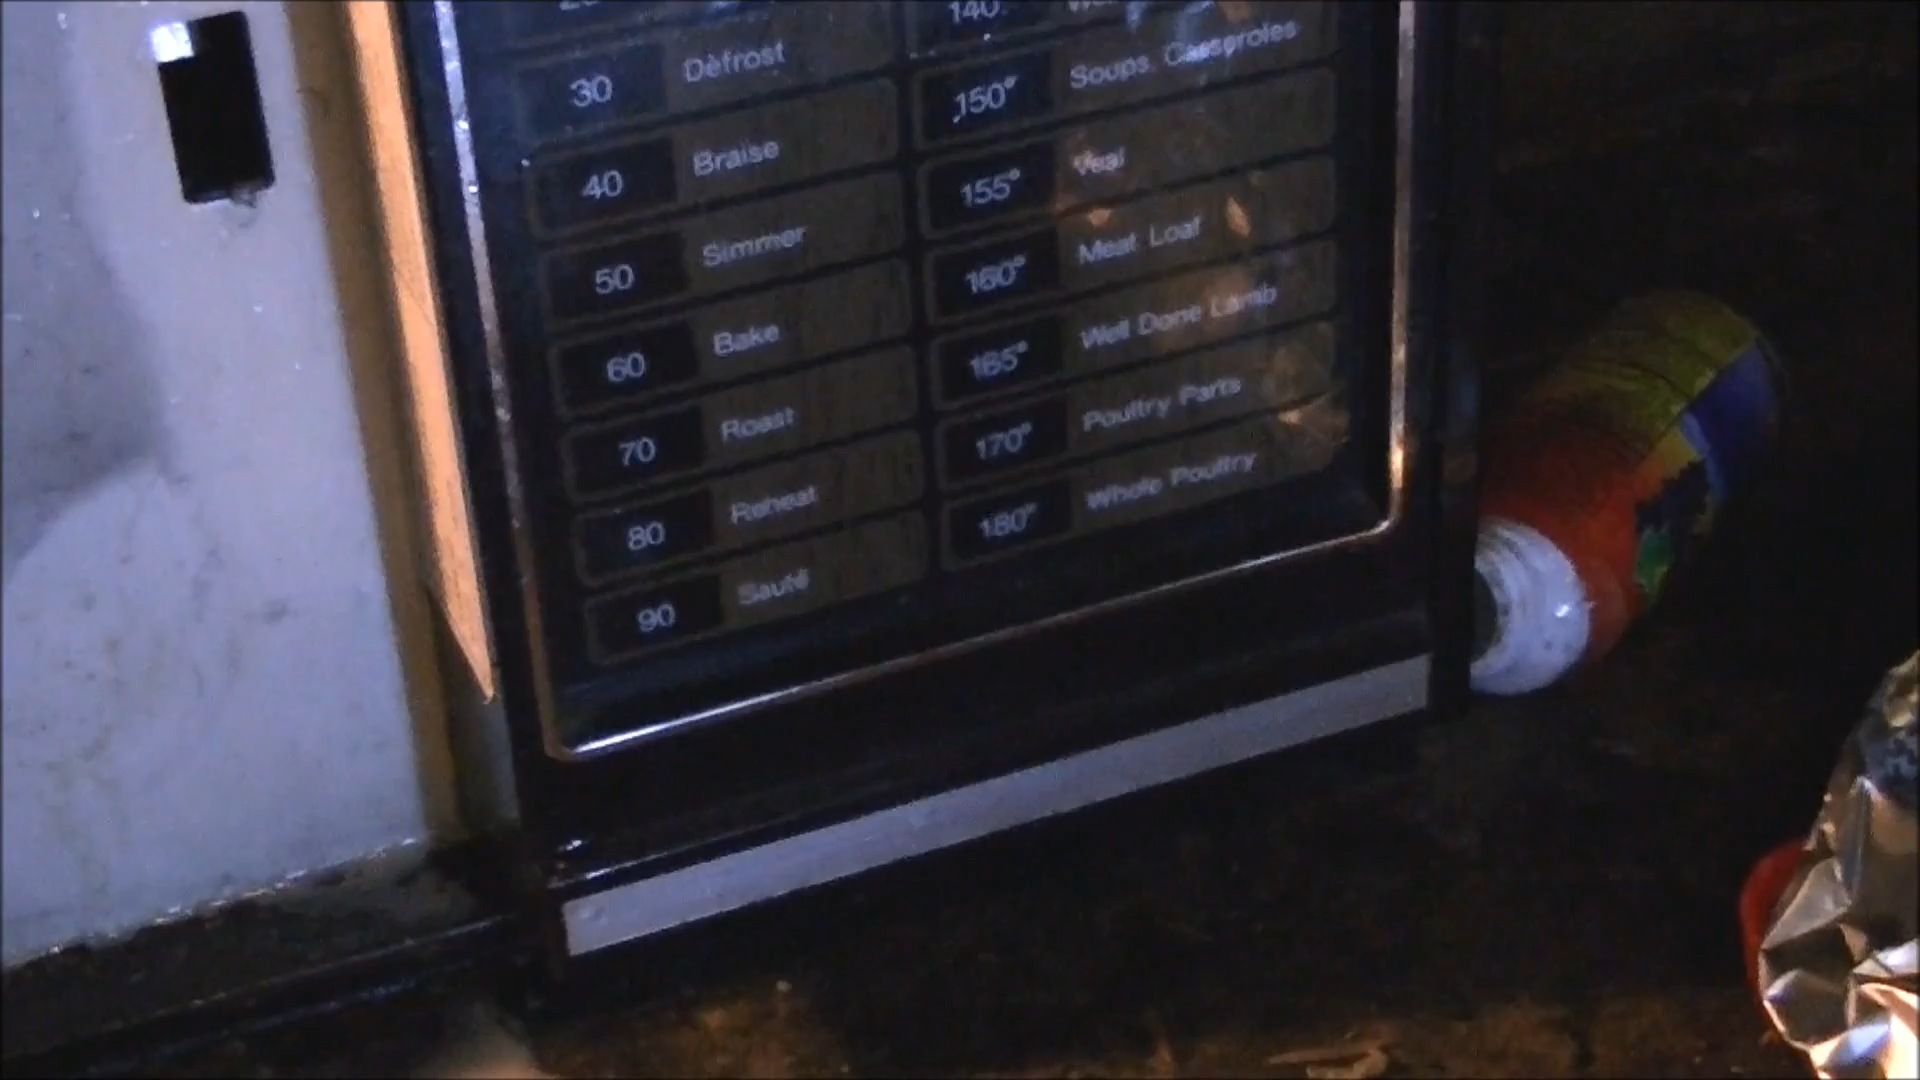 140°
30 Defrost
150° Soups, Casseroles
40 Braise
155° Veal
50 Simmer
160° Meat Loaf
60 Bake
165° Well Done Lamb
70 Roast
170° Poultry Parts
80 Reheat
180° Whole Poultry
90 Sauté